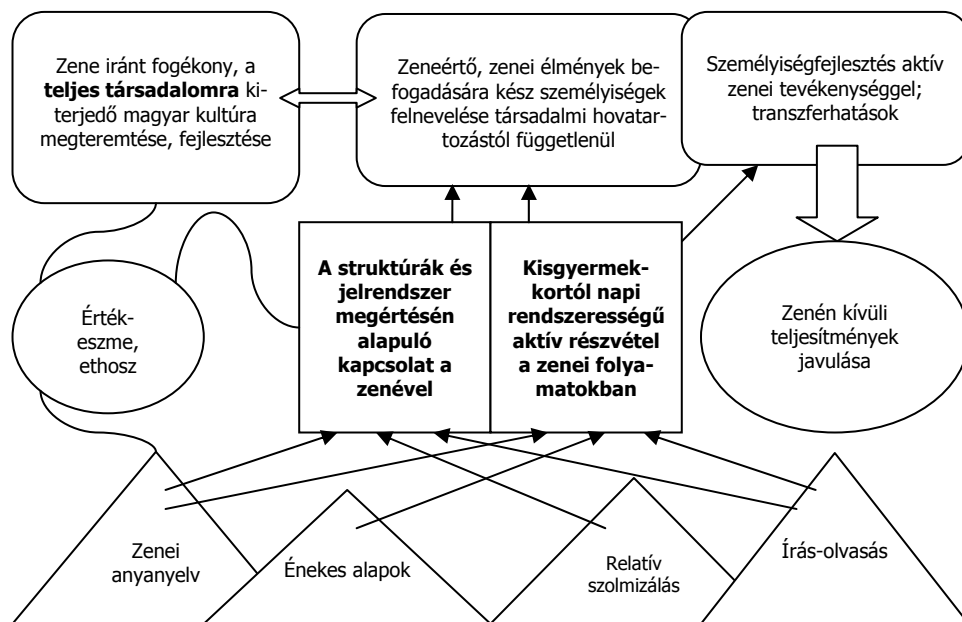 Zene iránt fogékony, a
teljes társadalomra ki-
terjedő magyar kultúra
megteremtése, fejlesztése
Zeneértő, zenei élmények be-
fogadására kész személyiségek
felnevelése társadalmi hovatar-
tozástól függetlenül
Személyiségfejlesztés aktív
zenei tevékenységgel;
transzferhatások
Érték-
eszme,
ethosz
A struktúrák és
jelrendszer
megértésén
alapuló
kapcsolat a
zenével
Kisgyermek-
kortól napi
rendszerességű
aktív részvétel
a zenei folya-
matokban
Zenén kívüli
teljesítmények
javulása
Zenei
anyanyelv
Énekes alapok
Relatív
szolmizálás
Írás-olvasás